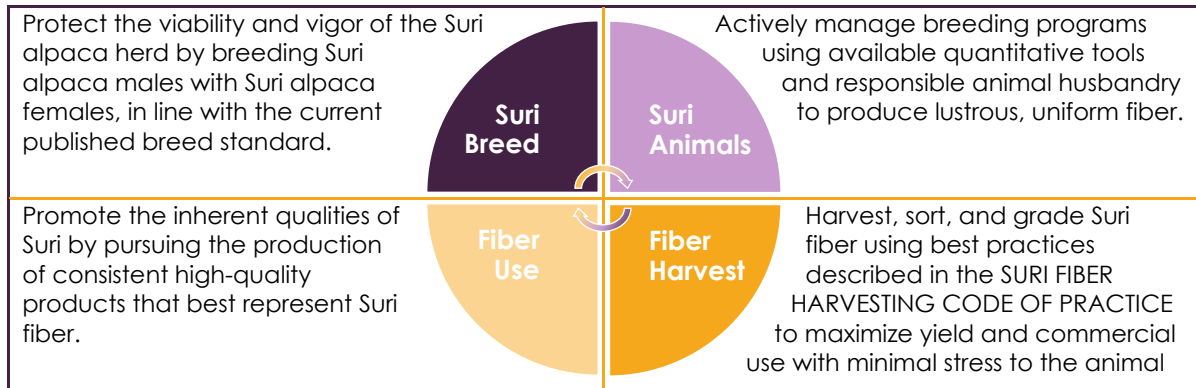 Protect the viability and vigor of the Suri
alpaca herd by breeding Suri
alpaca males with Suri alpaca
females, in line with the current
published breed standard.
Suri
Breed
Suri
Animals
Actively manage breeding programs
using available quantitative tools
and responsible animal husbandry
to produce lustrous, uniform fiber.
Promote the inherent qualities of
Suri by pursuing the production
of consistent high-quality
products that best represent Suri
fiber.
Fiber
Use
Fiber
Harvest
Harvest, sort, and grade Suri
fiber using best practices
described in the SURI FIBER
HARVESTING CODE OF PRACTICE
to maximize yield and commercial
use with minimal stress to the animal